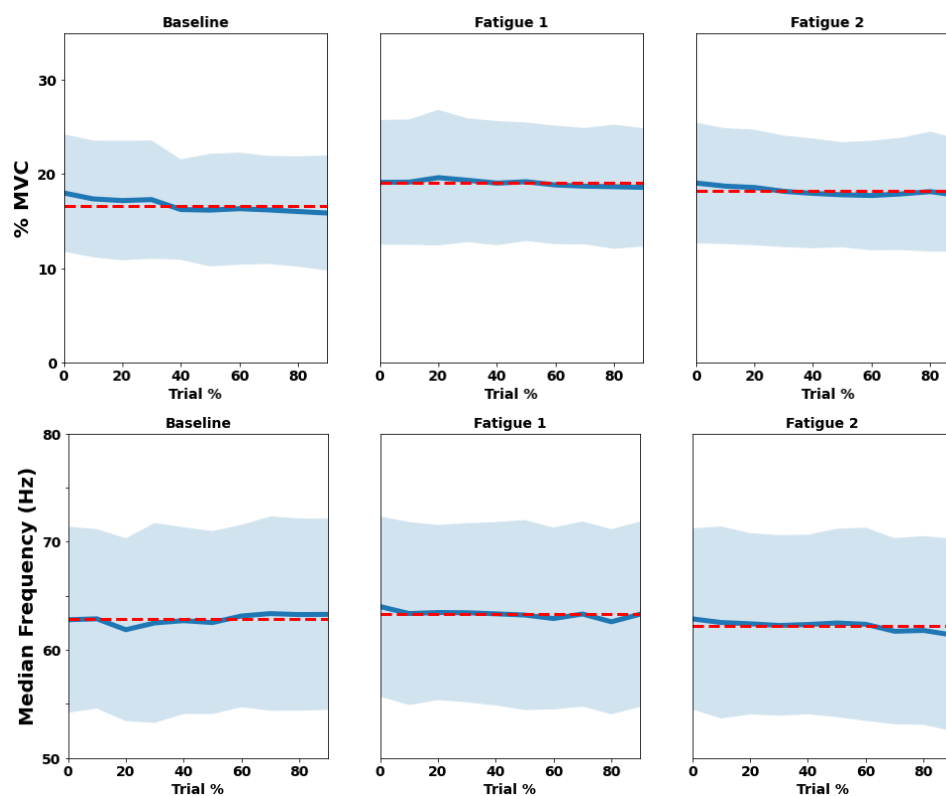 Baseline Fatigue 1 Fatigue 2
% MVC
30
20
10
0
0 20 40 60 80 0 20 40 60 80 0 20 40 60 80
Trial % Trial % Trial %
Baseline Fatigue 1 Fatigue 2
Median Frequency (Hz)
80
70
60
50
0 20 40 60 80 0 20 40 60 80 0 20 40 60 80
Trial % Trial % Trial %